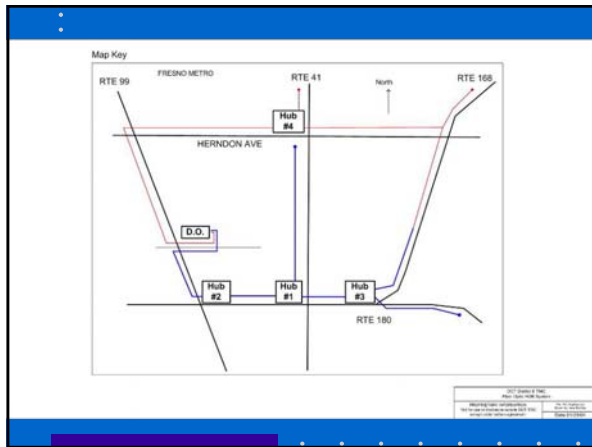 Map Key
FRESNO METRO
RTE 99
RTE 41
North
RTE 168
Hub
#4
HERNDON AVE
D.O.
Hub
#2
Hub
#1
Hub
#3
RTE 180